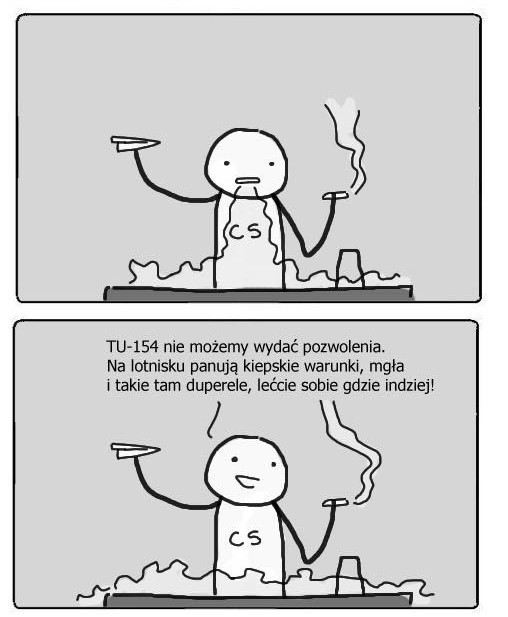 CS
TU-154 nie możemy wydać pozwolenia.
Na lotnisku panują kiepskie warunki, mgła
i takie tam duperele, lećcie sobie gdzie indziej!
CS